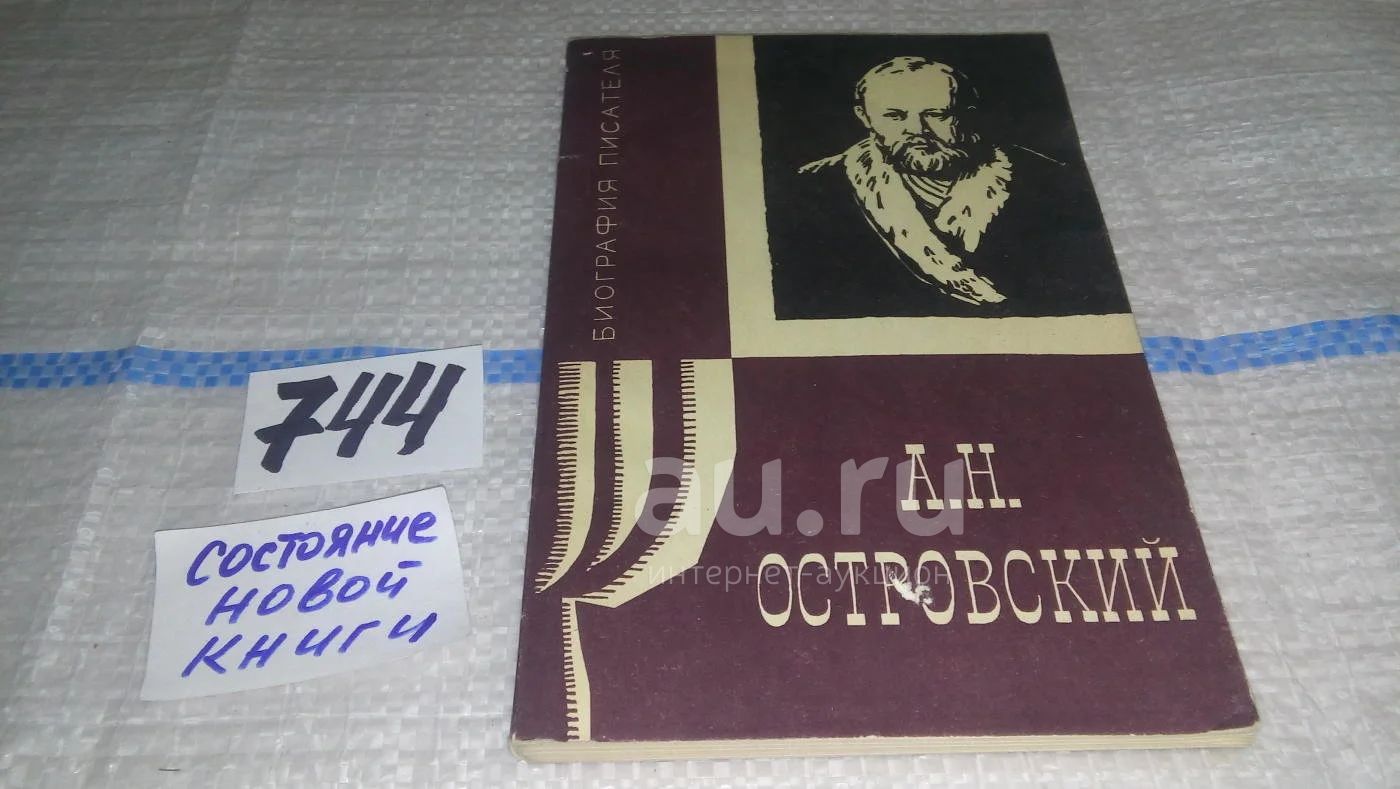 БИОГРАФИЯ ПИСАТЕЛЯ
А.Н.
ОСТРОВСКИЙ
744
СОСТОЯНИЕ
НОВОЙ
КНИГИ
au.ru
интернет-аукцион